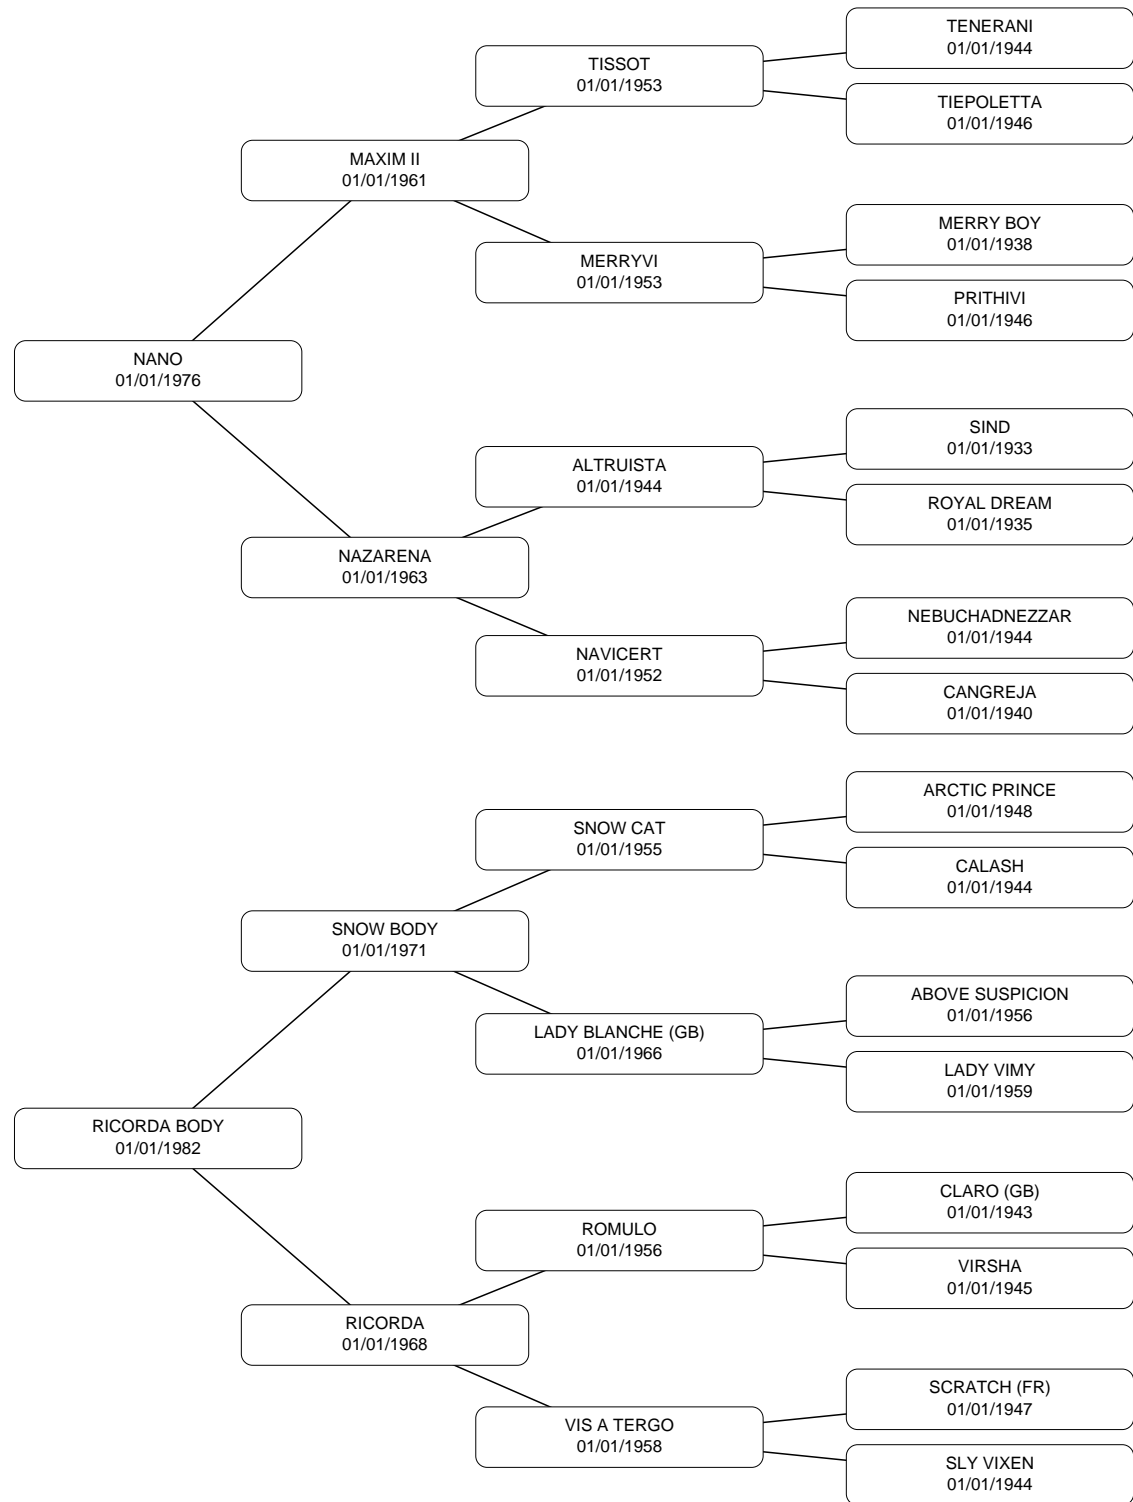 TENERANI
01/01/1944
TISSOT
01/01/1953
TIEPOLETTA
01/01/1946
MAXIM II
01/01/1961
MERRY BOY
01/01/1938
MERRYVI
01/01/1953
PRITHIVI
01/01/1946
NANO
01/01/1976
SIND
01/01/1933
ALTRUISTA
01/01/1944
ROYAL DREAM
01/01/1935
NAZARENA
01/01/1963
NEBUCHADNEZZAR
01/01/1944
NAVICERT
01/01/1952
CANGREJA
01/01/1940
ARCTIC PRINCE
01/01/1948
SNOW CAT
01/01/1955
CALASH
01/01/1944
SNOW BODY
01/01/1971
ABOVE SUSPICION
01/01/1956
LADY BLANCHE (GB)
01/01/1966
LADY VIMY
01/01/1959
RICORDA BODY
01/01/1982
CLARO (GB)
01/01/1943
ROMULO
01/01/1956
VIRSHA
01/01/1945
RICORDA
01/01/1968
SCRATCH (FR)
01/01/1947
VIS A TERGO
01/01/1958
SLY VIXEN
01/01/1944